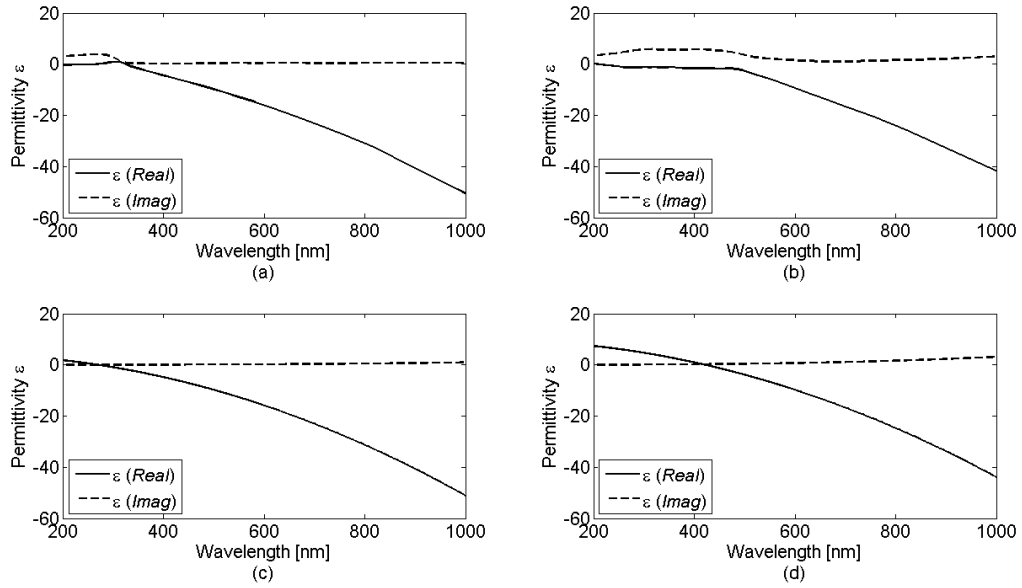 20
0
-20
-40
-60
Permittivity ε
ε (Real)
ε (Imag)
200 400 600 800 1000
Wavelength [nm]
(a)
20
0
-20
-40
-60
Permittivity ε
ε (Real)
ε (Imag)
200 400 600 800 1000
Wavelength [nm]
(b)
20
0
-20
-40
-60
Permittivity ε
ε (Real)
ε (Imag)
200 400 600 800 1000
Wavelength [nm]
(c)
20
0
-20
-40
-60
Permittivity ε
ε (Real)
ε (Imag)
200 400 600 800 1000
Wavelength [nm]
(d)